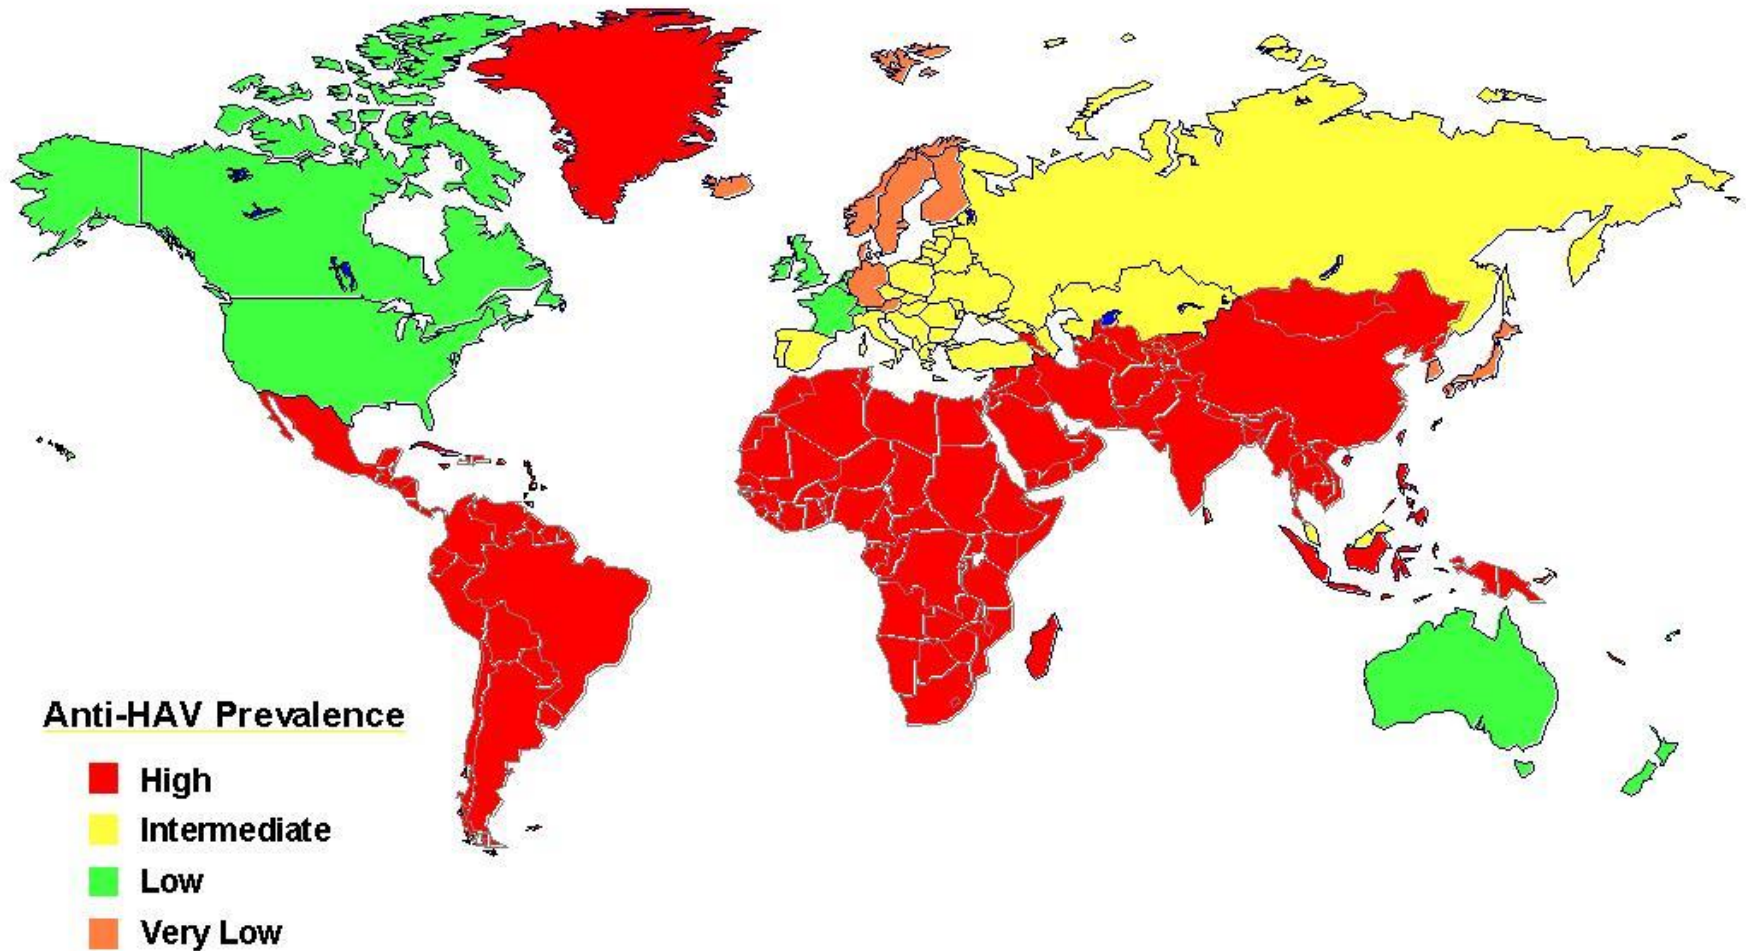 Anti-HAV Prevalence
High
Intermediate
Low
Very Low